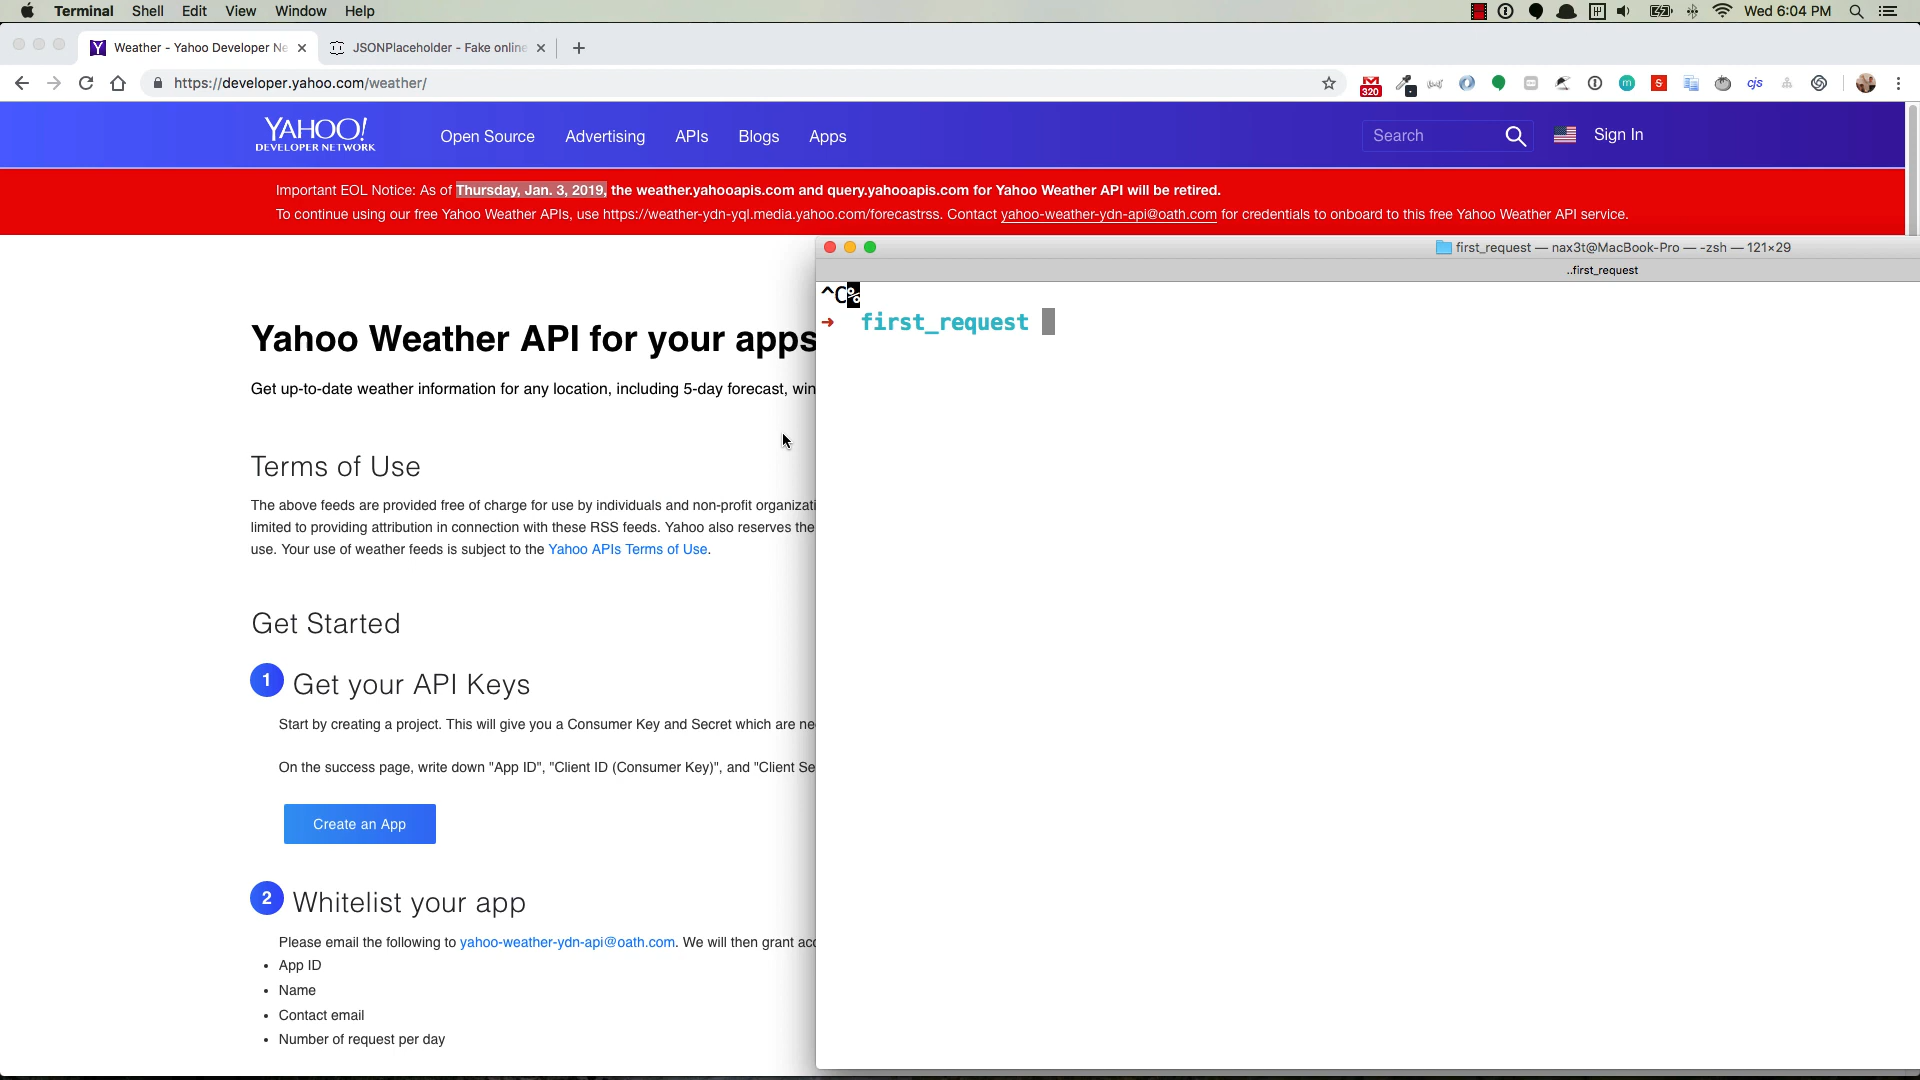 Terminal Shell Edit View Window Help
Wed 6:04 PM
Weather - Yahoo Developer Ne
JSONPlaceholder - Fake online
https://developer.yahoo.com/weather/
320
cjs
YAHOO!
DEVELOPER NETWORK
Open Source Advertising APIs Blogs Apps
Search
Sign In
Important EOL Notice: As of Thursday, Jan. 3, 2019, the weather.yahooapis.com and query.yahooapis.com for Yahoo Weather API will be retired.
To continue using our free Yahoo Weather APIs, use https://weather-ydn-yql.media.yahoo.com/forecastrss. Contact yahoo-weather-ydn-api@oath.com for credentials to onboard to this free Yahoo Weather API service.
first_request — nax3t@MacBook-Pro — -zsh — 121×29
..first_request
^C%
→ first_request
Yahoo Weather API for your apps
Get up-to-date weather information for any location, including 5-day forecast, win
Terms of Use
The above feeds are provided free of charge for use by individuals and non-profit organizati
limited to providing attribution in connection with these RSS feeds. Yahoo also reserves the
use. Your use of weather feeds is subject to the Yahoo APIs Terms of Use.
Get Started
1 Get your API Keys
Start by creating a project. This will give you a Consumer Key and Secret which are ne
On the success page, write down "App ID", "Client ID (Consumer Key)", and "Client Se
Create an App
2 Whitelist your app
Please email the following to yahoo-weather-ydn-api@oath.com. We will then grant acc
• App ID
• Name
• Contact email
• Number of request per day